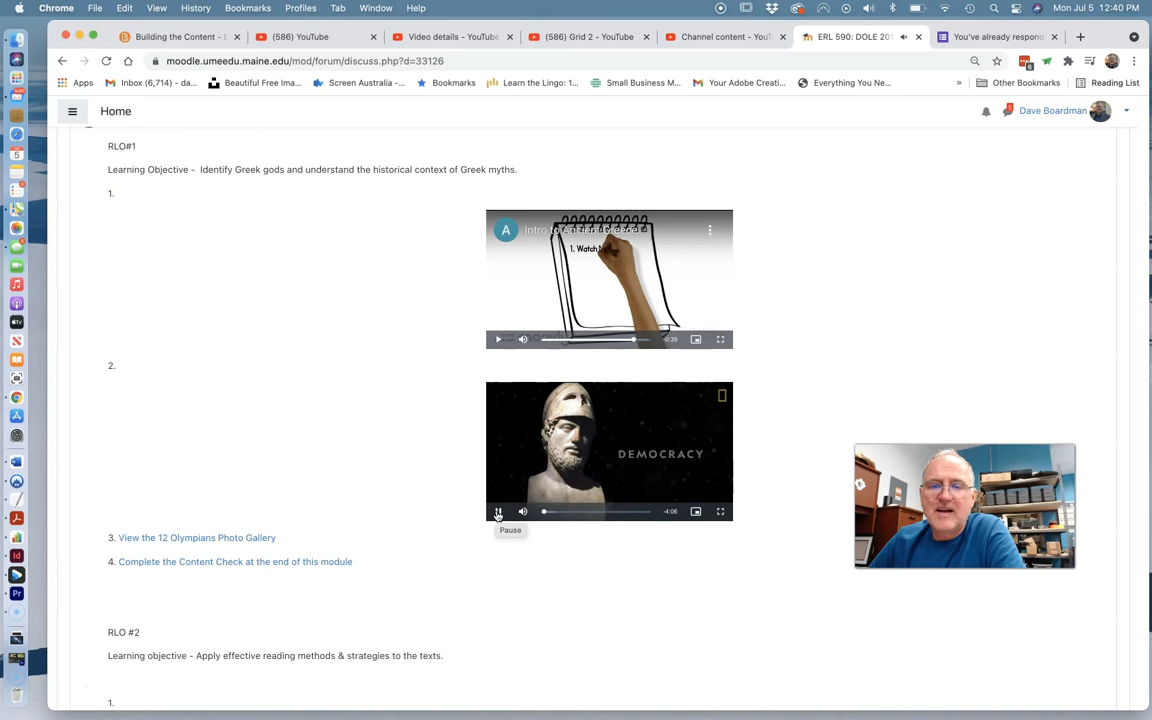 Chrome File Edit View History Bookmarks Profiles Tab Window Help Mon Jul 5 12:40 PM
Building the Content - E (586) YouTube Video details - YouTube (586) Grid 2 - YouTube Channel content - YouT ERL 590: DOLE 201 You've already respond
moodle.umeedu.maine.edu/mod/forum/discuss.php?d=33126
Apps Inbox (6,714) - da... Beautiful Free Ima... Screen Australia -... Bookmarks Learn the Lingo: 1... Small Business M... Your Adobe Creati... Everything You Ne... » Other Bookmarks Reading List
Home Dave Boardman
RLO#1
Learning Objective - Identify Greek gods and understand the historical context of Greek myths.
1.
A Intro to Ancient Greece
1. Watch
-0:39
2.
DEMOCRACY
-4:06
Pause
3. View the 12 Olympians Photo Gallery
4. Complete the Content Check at the end of this module
RLO #2
Learning objective - Apply effective reading methods & strategies to the texts.
1.